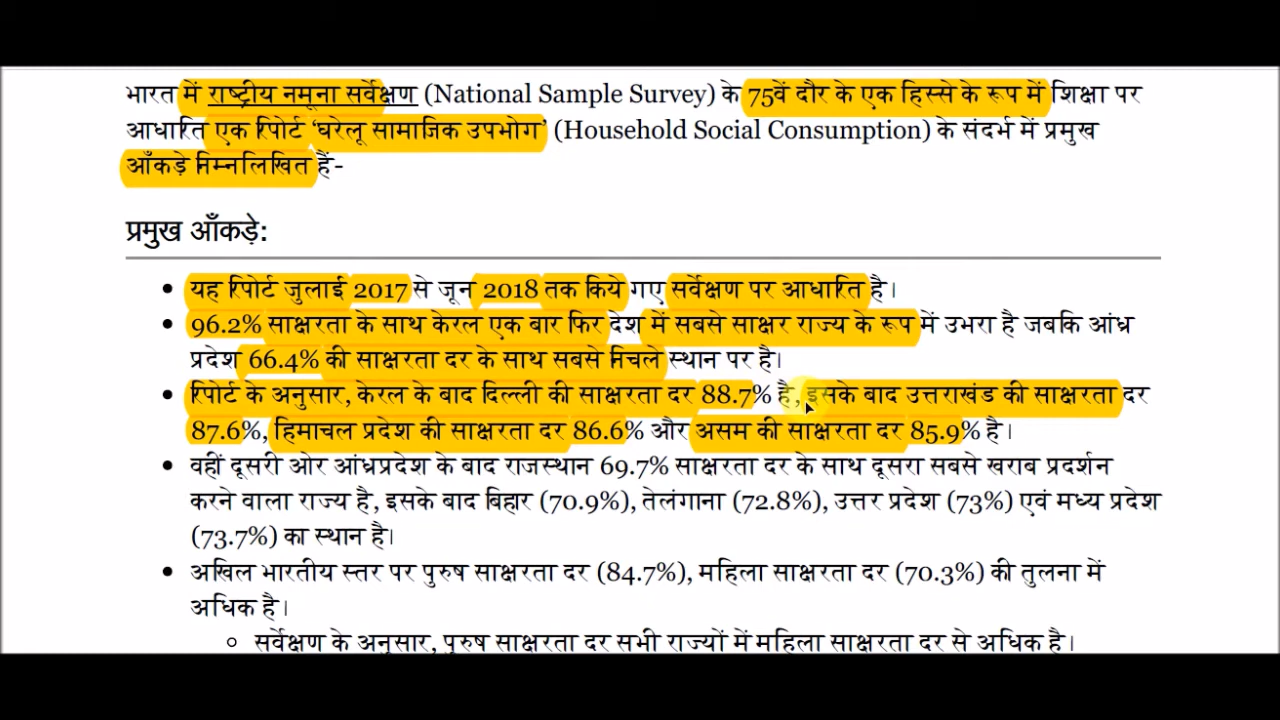 भारत में राष्ट्रीय नमूना सर्वेक्षण (National Sample Survey) के 75वें दौर के एक हिस्से के रूप में शिक्षा पर
आधारित एक रिपोर्ट ‘घरेलू सामाजिक उपभोग’ (Household Social Consumption) के संदर्भ में प्रमुख
आँकड़े निम्नलिखित हैं-
प्रमुख आँकड़े:
• यह रिपोर्ट जुलाई 2017 से जून 2018 तक किये गए सर्वेक्षण पर आधारित है।
• 96.2% साक्षरता के साथ केरल एक बार फिर देश में सबसे साक्षर राज्य के रूप में उभरा है जबकि आंध्र
प्रदेश 66.4% की साक्षरता दर के साथ सबसे निचले स्थान पर है।
• रिपोर्ट के अनुसार, केरल के बाद दिल्ली की साक्षरता दर 88.7% है, इसके बाद उत्तराखंड की साक्षरता दर
87.6%, हिमाचल प्रदेश की साक्षरता दर 86.6% और असम की साक्षरता दर 85.9% है।
• वहीं दूसरी ओर आंध्रप्रदेश के बाद राजस्थान 69.7% साक्षरता दर के साथ दूसरा सबसे खराब प्रदर्शन
करने वाला राज्य है, इसके बाद बिहार (70.9%), तेलंगाना (72.8%), उत्तर प्रदेश (73%) एवं मध्य प्रदेश
(73.7%) का स्थान है।
• अखिल भारतीय स्तर पर पुरुष साक्षरता दर (84.7%), महिला साक्षरता दर (70.3%) की तुलना में
अधिक है।
○ सर्वेक्षण के अनुसार, पुरुष साक्षरता दर सभी राज्यों में महिला साक्षरता दर से अधिक है।